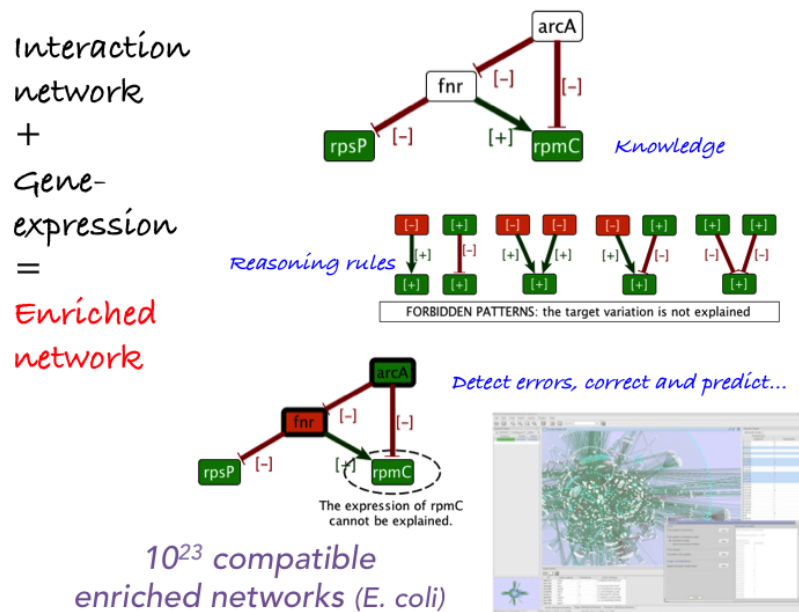 Interaction
network
+
Gene-
expression
=
Enriched
network
arcA
[-]
fnr
[-]
rpsP
[-]
[+]
rpmC
Knowledge
[-] [+] [-] [-] [-] [+] [+] [+]
[+] [-] [+] [+] [+] [-] [-] [-]
Reasoning rules
[+] [+] [+] [+] [+]
FORBIDDEN PATTERNS: the target variation is not explained
arcA
Detect errors, correct and predict...
[-]
fnr
[-]
rpsP
[-]
[+]
rpmC
The expression of rpmC
cannot be explained.
10²³ compatible
enriched networks (E. coli)